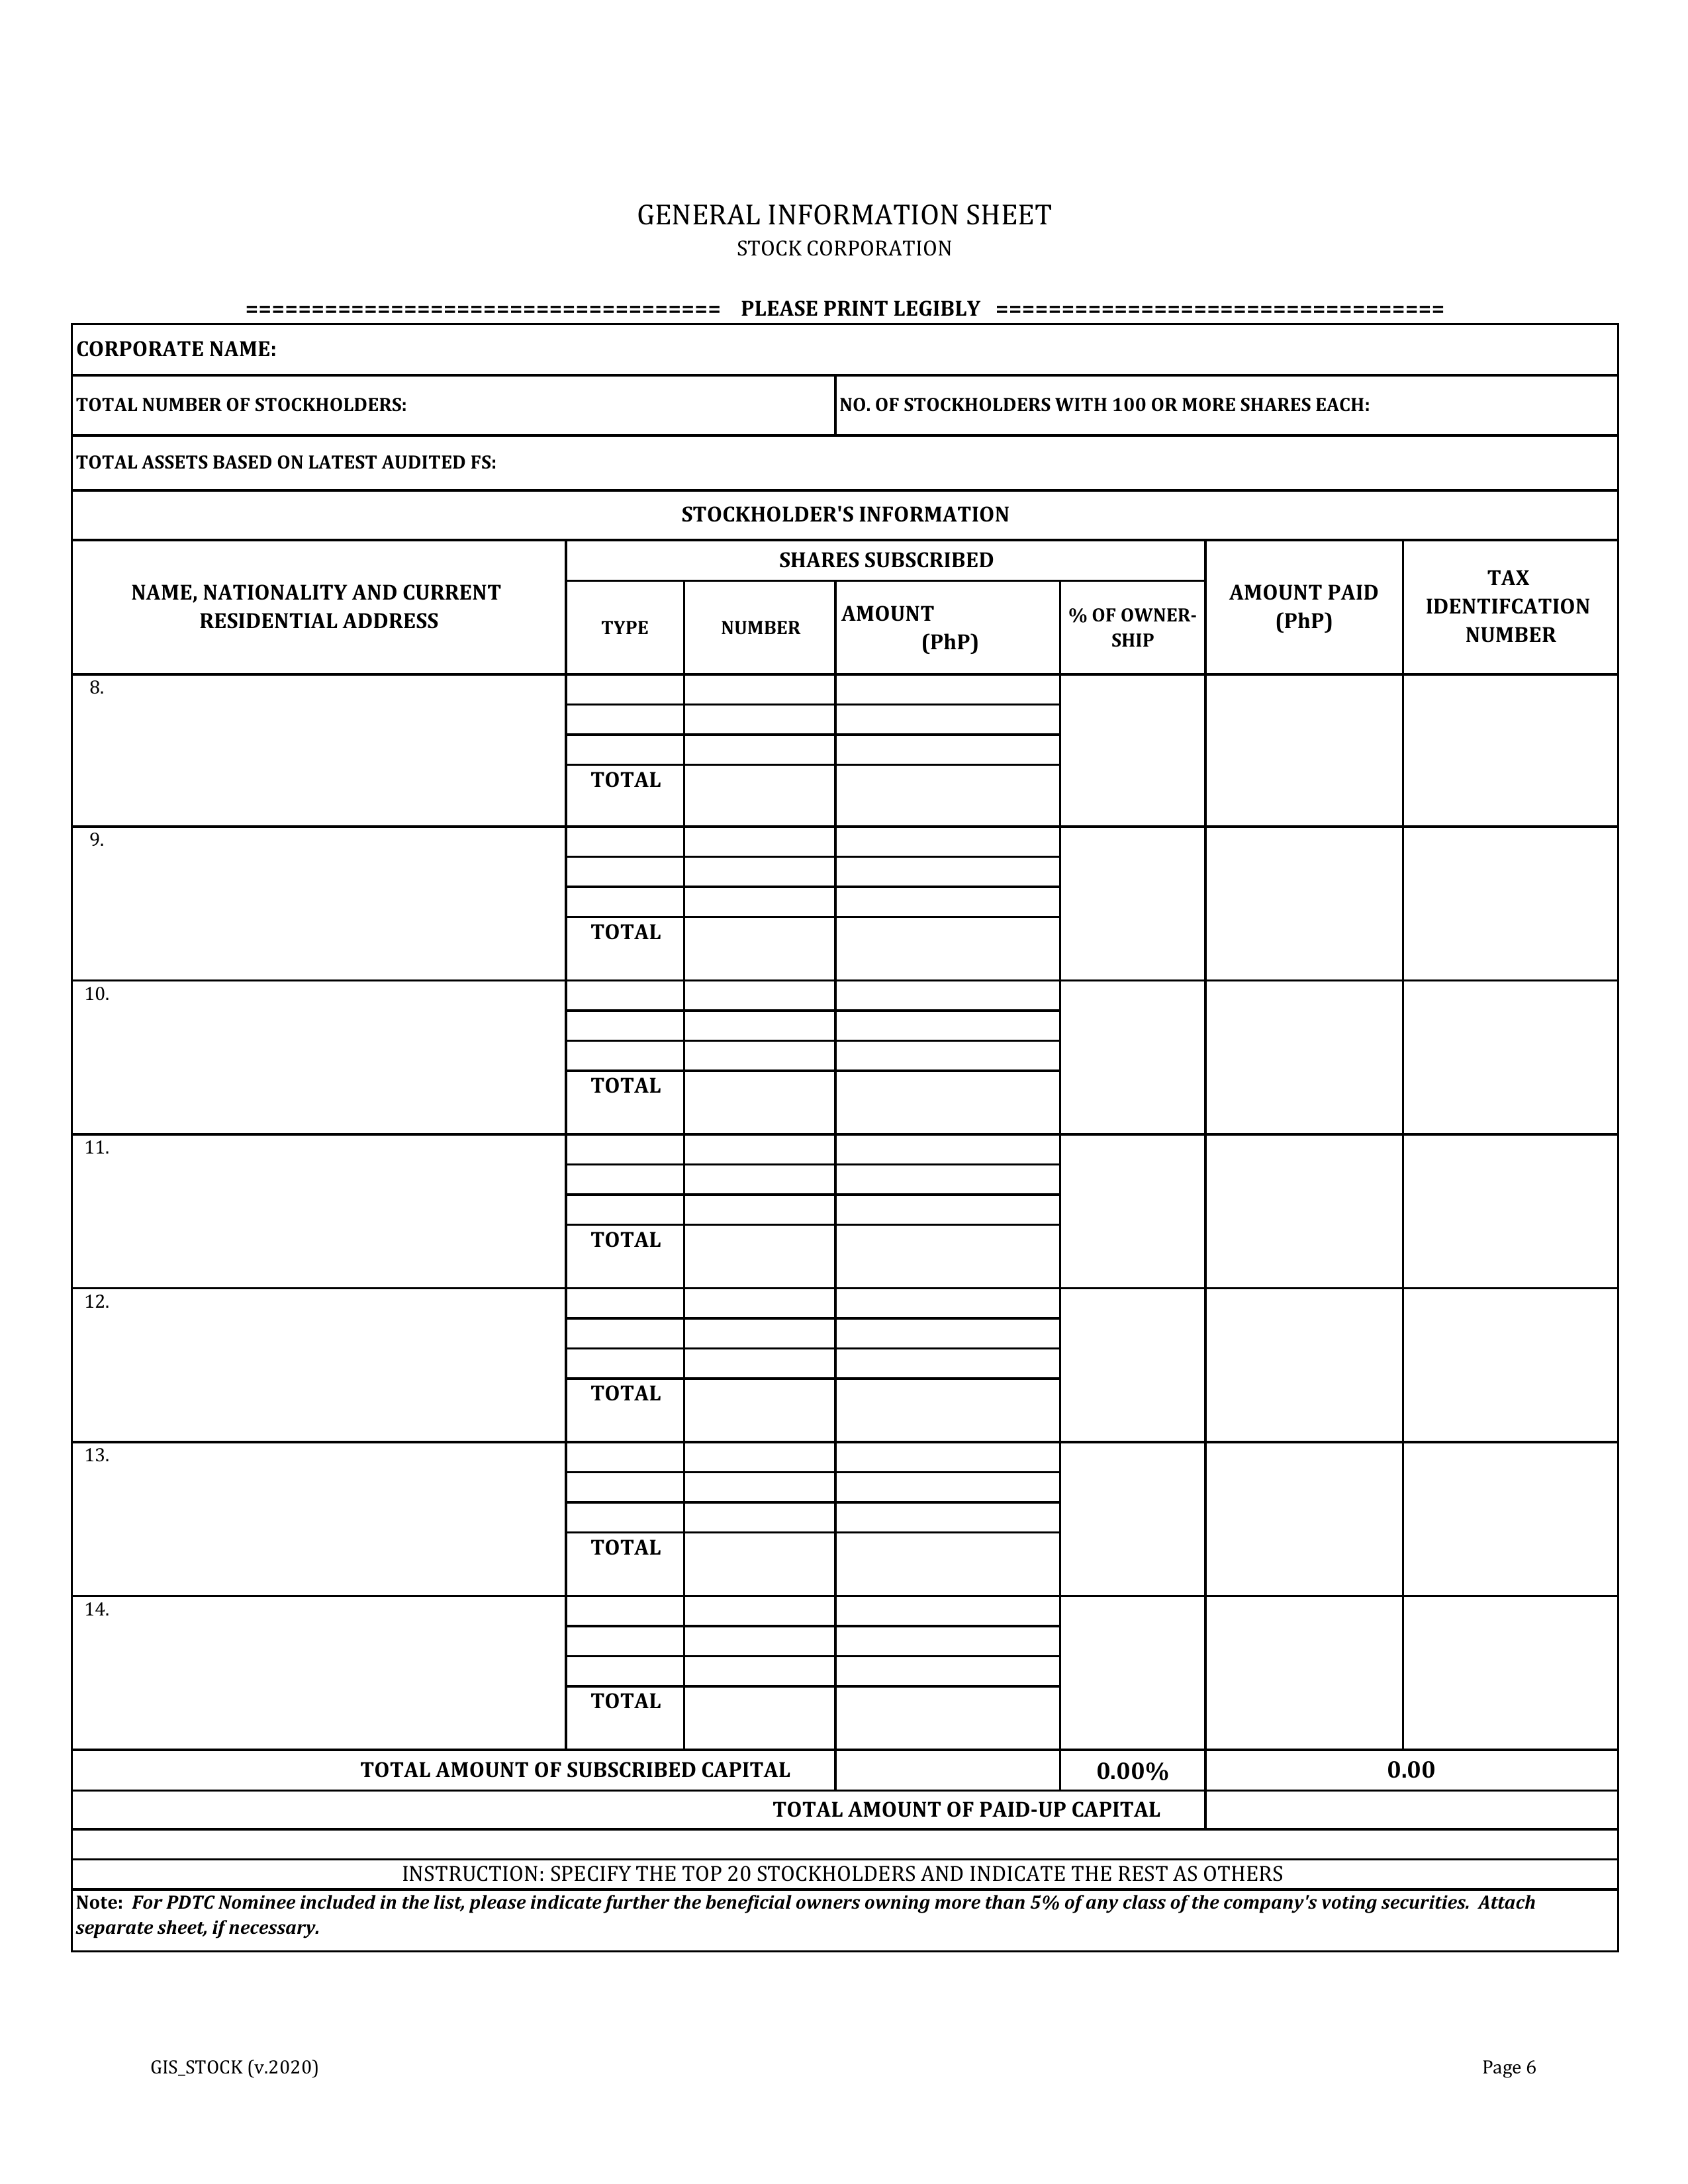 GENERAL INFORMATION SHEET
STOCK CORPORATION
=================================== PLEASE PRINT LEGIBLY =================================
CORPORATE NAME:
TOTAL NUMBER OF STOCKHOLDERS:
NO. OF STOCKHOLDERS WITH 100 OR MORE SHARES EACH:
TOTAL ASSETS BASED ON LATEST AUDITED FS:
STOCKHOLDER'S INFORMATION
NAME, NATIONALITY AND CURRENT
RESIDENTIAL ADDRESS
SHARES SUBSCRIBED
TYPE
NUMBER
AMOUNT
(PhP)
% OF OWNER-
SHIP
AMOUNT PAID
(PhP)
TAX
IDENTIFCATION
NUMBER
8.
TOTAL
9.
TOTAL
10.
TOTAL
11.
TOTAL
12.
TOTAL
13.
TOTAL
14.
TOTAL
TOTAL AMOUNT OF SUBSCRIBED CAPITAL
0.00%
0.00
TOTAL AMOUNT OF PAID-UP CAPITAL
INSTRUCTION: SPECIFY THE TOP 20 STOCKHOLDERS AND INDICATE THE REST AS OTHERS
Note: For PDTC Nominee included in the list, please indicate further the beneficial owners owning more than 5% of any class of the company's voting securities. Attach
separate sheet, if necessary.
GIS_STOCK (v.2020)
Page 6